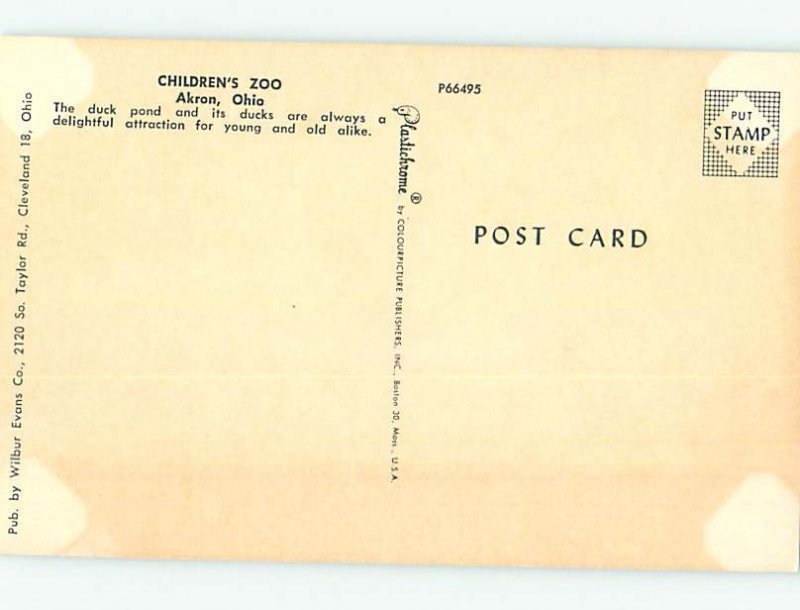 CHILDREN'S ZOO
Akron, Ohio
The duck pond and its ducks are always a
delightful attraction for young and old alike.
Pub. by Wilbur Evans Co., 2120 So. Taylor Rd., Cleveland 18, Ohio
Plastichrome ®
by COLOURPICTURE PUBLISHERS, INC., Boston 30, Mass., U.S.A.
P66495
PUT
STAMP
HERE
POST CARD